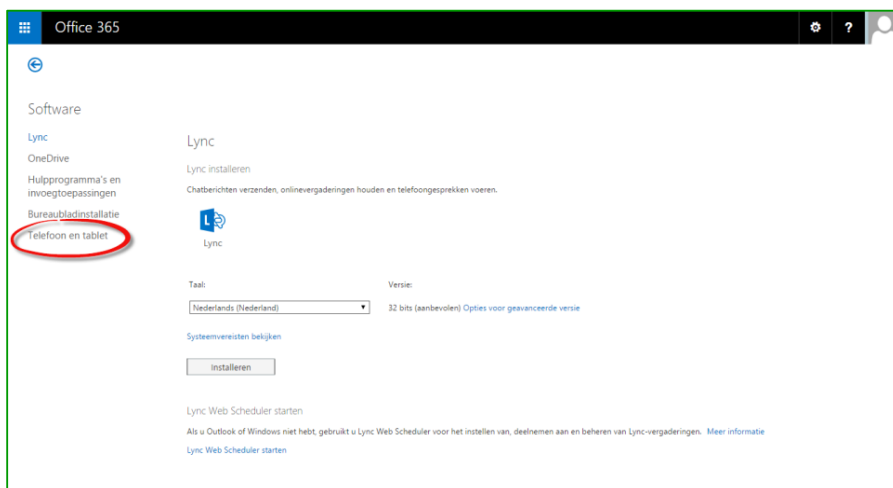 Office 365
?
Software
Lync
OneDrive
Hulpprogramma's en
invoegtoepassingen
Bureaubladinstallatie
Telefoon en tablet
Lync
Lync installeren
Chatberichten verzenden, onlinevergaderingen houden en telefoongesprekken voeren.
L
Lync
Taal: Versie:
Nederlands (Nederland) 32 bits (aanbevolen) Opties voor geavanceerde versie
Systeemvereisten bekijken
Installeren
Lync Web Scheduler starten
Als u Outlook of Windows niet hebt, gebruikt u Lync Web Scheduler voor het instellen van, deelnemen aan en beheren van Lync-vergaderingen. Meer informatie
Lync Web Scheduler starten